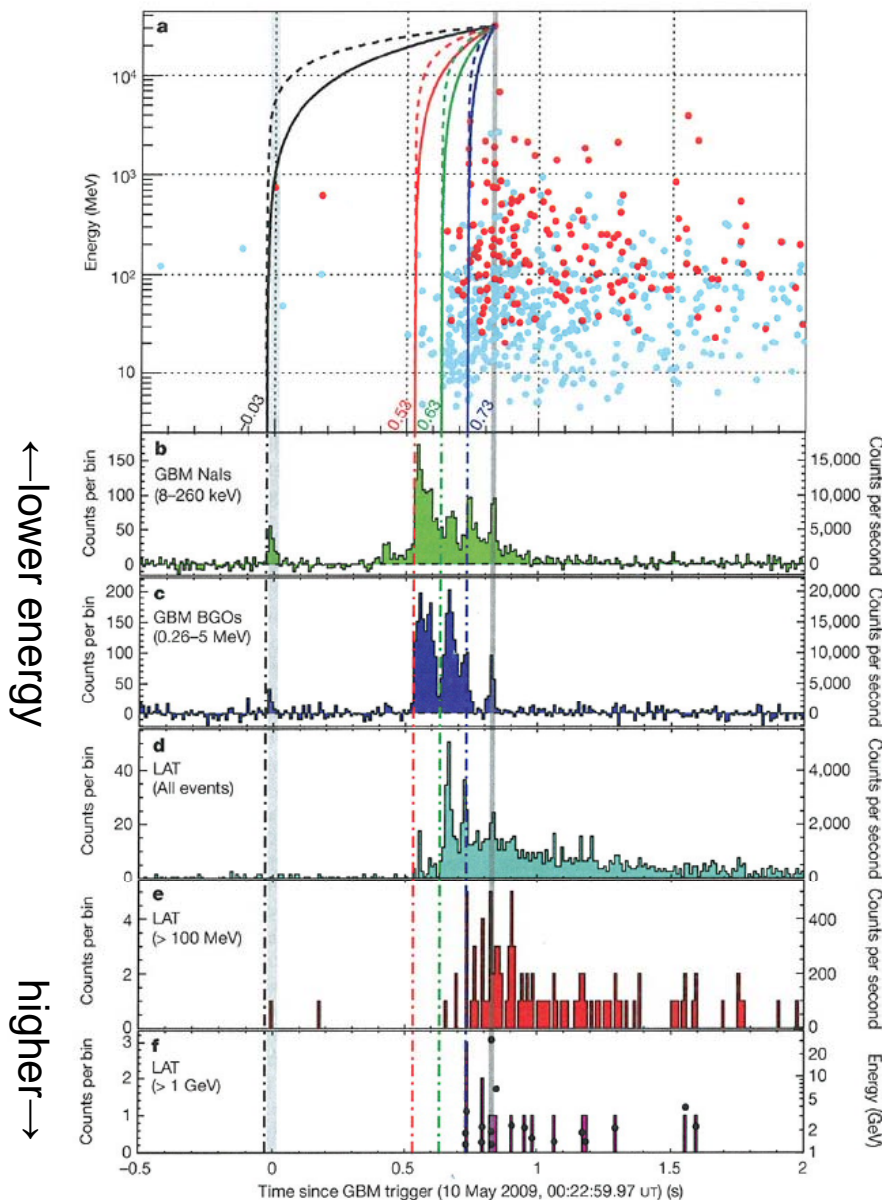 a
10⁴
10³
10²
10
Energy (MeV)
–0.03
0.53
0.63
0.73
←lower energy
higher→
b
GBM NaIs
(8–260 keV)
Counts per bin
150
100
50
0
15,000
10,000
5,000
0
Counts per second
c
GBM BGOs
(0.26–5 MeV)
Counts per bin
200
150
100
50
0
20,000
15,000
10,000
5,000
0
Counts per second
d
LAT
(All events)
Counts per bin
40
20
0
4,000
2,000
0
Counts per second
e
LAT
(> 100 MeV)
Counts per bin
4
2
0
400
200
0
Counts per second
f
LAT
(> 1 GeV)
Counts per bin
3
2
1
0
20
10
5
2
1
Energy (GeV)
–0.5
0
0.5
1
1.5
2
Time since GBM trigger (10 May 2009, 00:22:59.97 UT) (s)